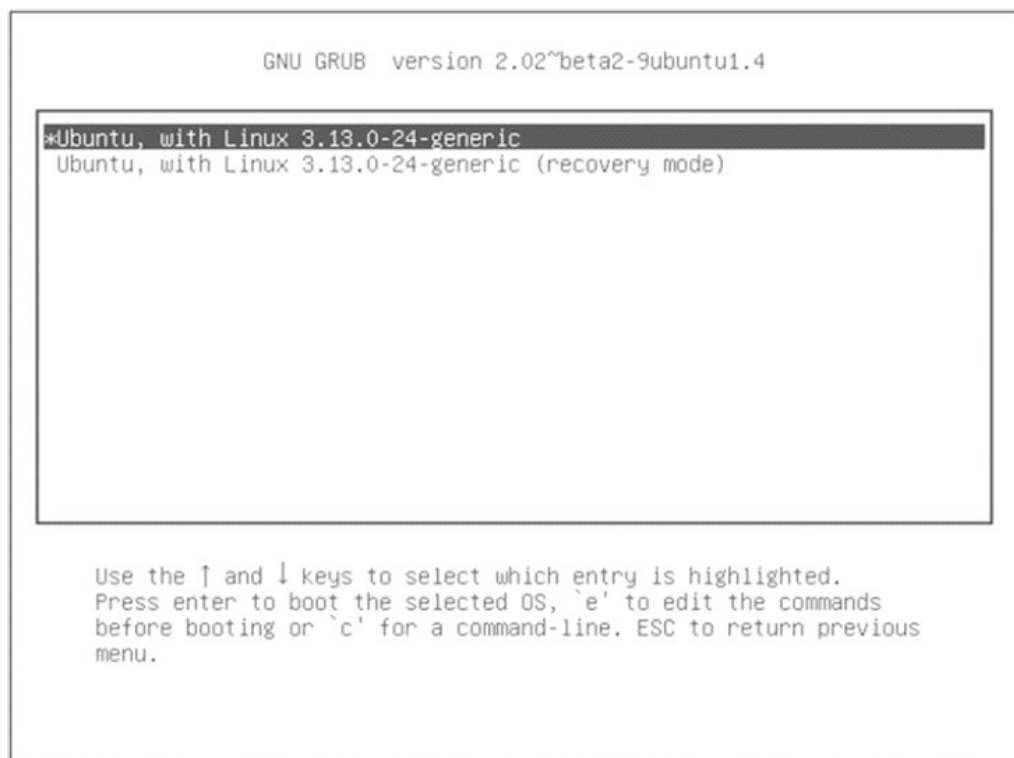 GNU GRUB  version 2.02~beta2-9ubuntu1.4
*Ubuntu, with Linux 3.13.0-24-generic
Ubuntu, with Linux 3.13.0-24-generic (recovery mode)
Use the ↑ and ↓ keys to select which entry is highlighted.
Press enter to boot the selected OS, `e' to edit the commands
before booting or `c' for a command-line. ESC to return previous
menu.